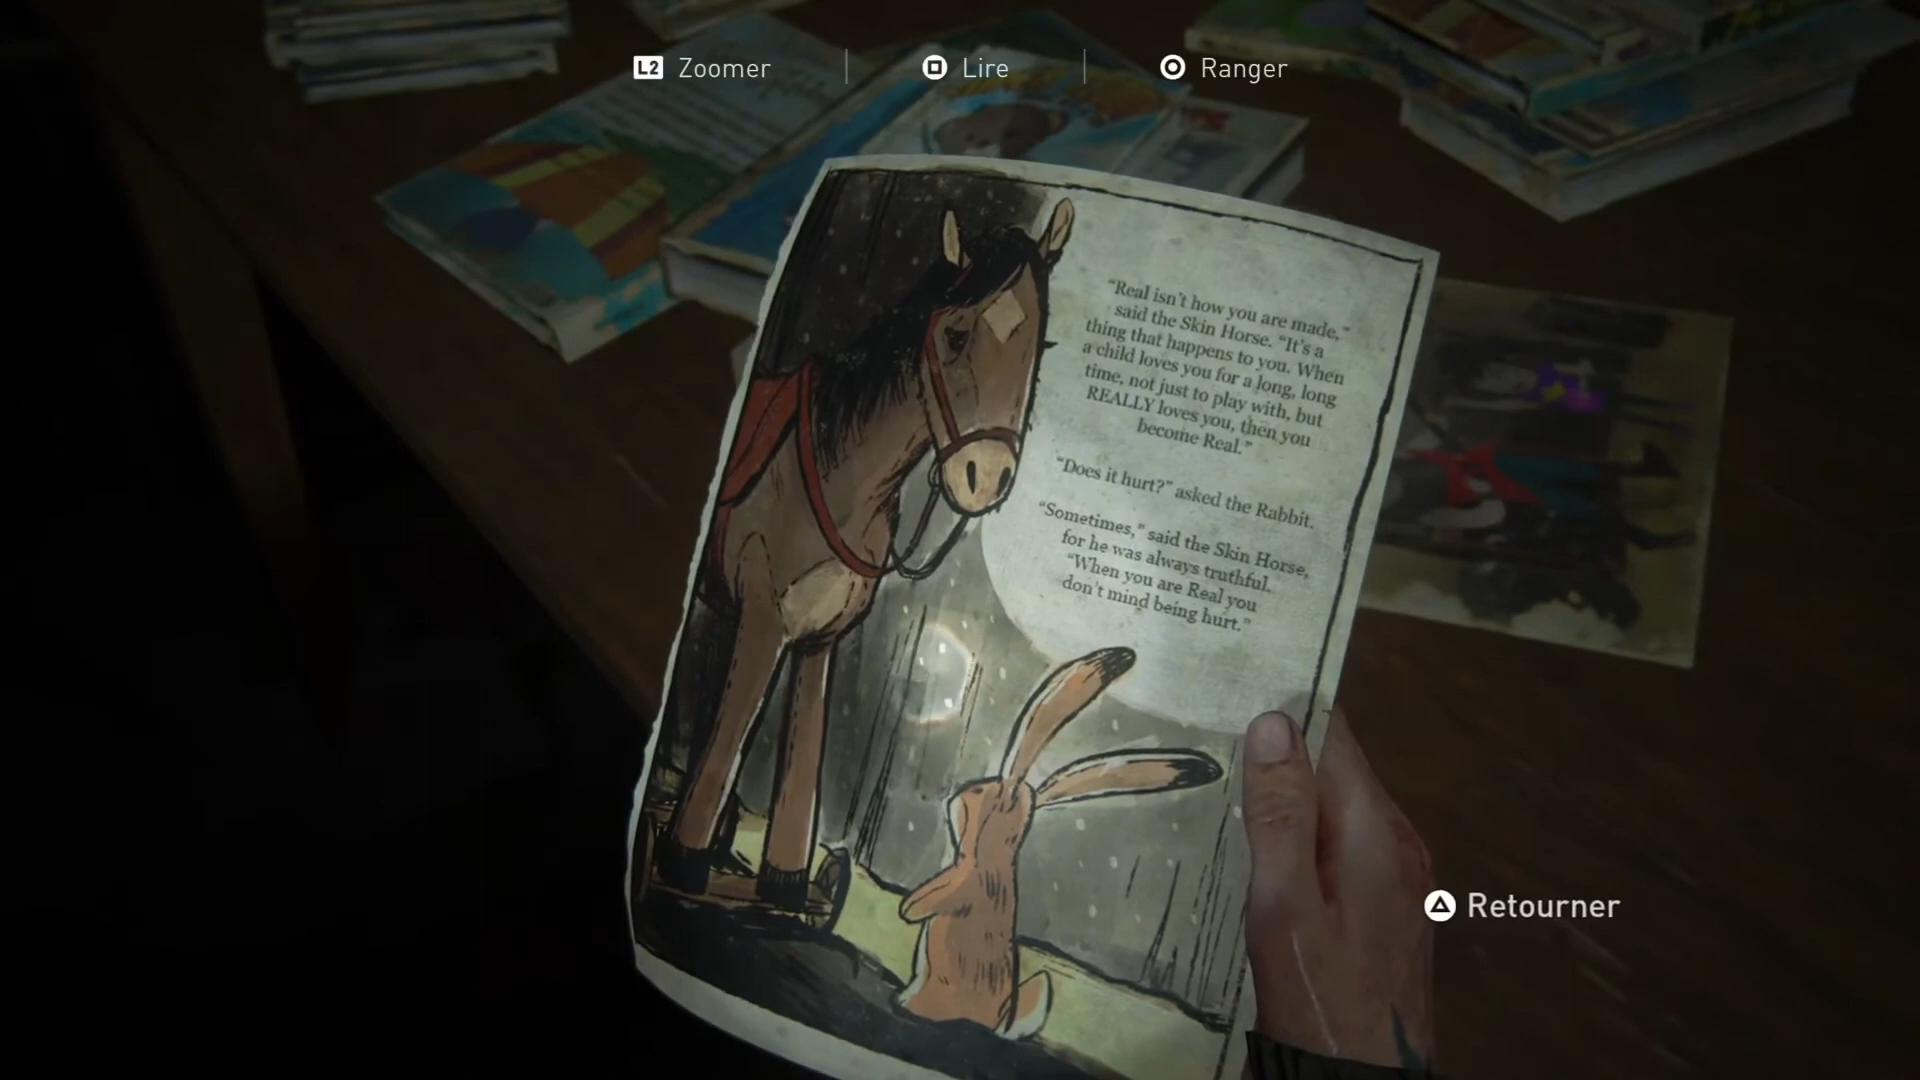 L2 Zoomer
Lire
Ranger
“Real isn’t how you are made,”
said the Skin Horse. “It’s a
thing that happens to you. When
a child loves you for a long, long
time, not just to play with, but
REALLY loves you, then you
become Real.”
“Does it hurt?” asked the Rabbit.
“Sometimes,” said the Skin Horse,
for he was always truthful.
“When you are Real you
don’t mind being hurt.”
Retourner